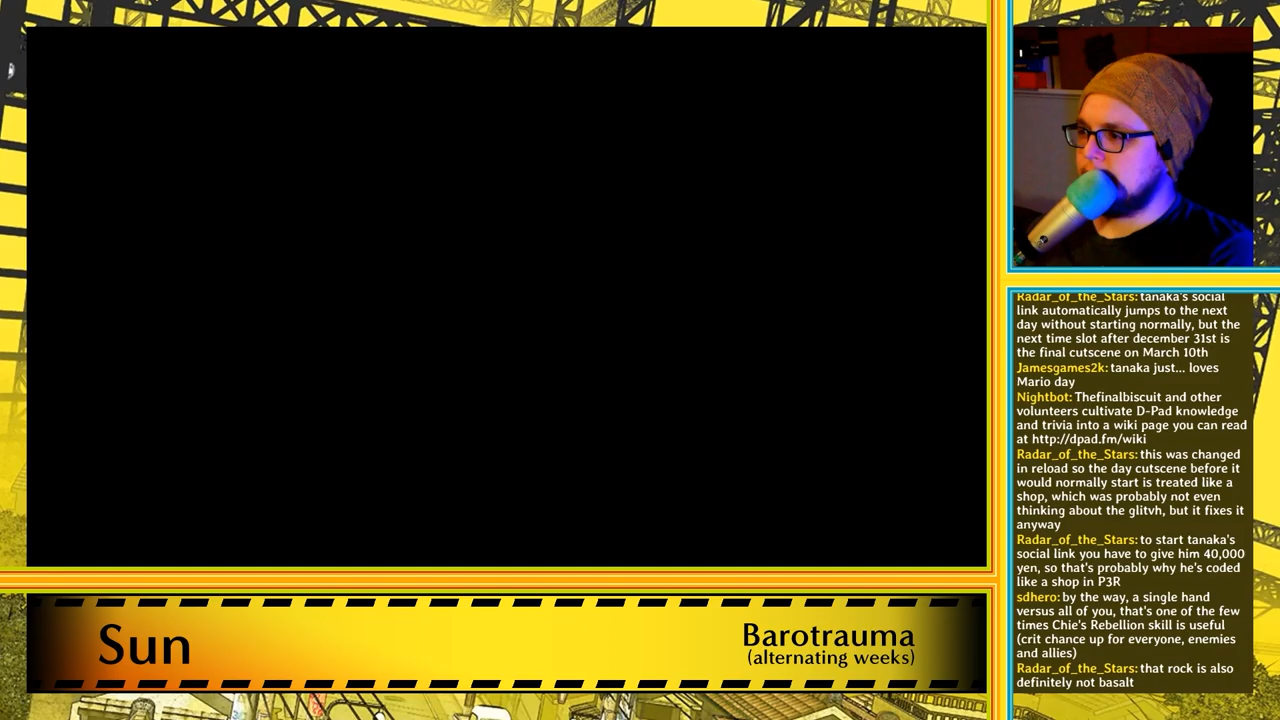 Radar_of_the_Stars: tanaka's social
link automatically jumps to the next
day without starting normally, but the
next time slot after december 31st is
the final cutscene on March 10th
Jamesgames2k: tanaka just... loves
Mario day
Nightbot: Thefinalbiscuit and other
volunteers cultivate D-Pad knowledge
and trivia into a wiki page you can read
at http://dpad.fm/wiki
Radar_of_the_Stars: this was changed
in reload so the day cutscene before it
would normally start is treated like a
shop, which was probably not even
thinking about the glitvh, but it fixes it
anyway
Radar_of_the_Stars: to start tanaka's
social link you have to give him 40,000
yen, so that's probably why he's coded
like a shop in P3R
sdhero: by the way, a single hand
versus all of you, that's one of the few
times Chie's Rebellion skill is useful
(crit chance up for everyone, enemies
and allies)
Radar_of_the_Stars: that rock is also
definitely not basalt
Sun
Barotrauma
(alternating weeks)